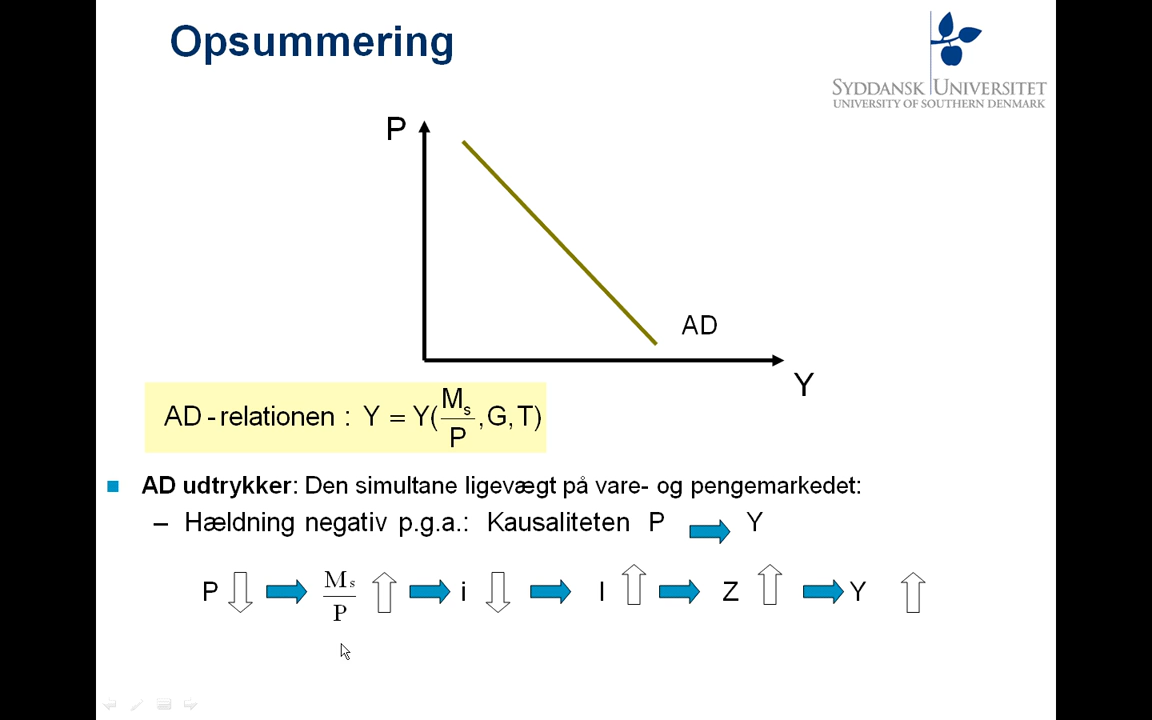 Opsummering
SYDDANSK UNIVERSITET
UNIVERSITY OF SOUTHERN DENMARK
P
AD
Y
AD - relationen : Y = Y(Ms/P, G, T)
AD udtrykker: Den simultane ligevægt på vare- og pengemarkedet:
– Hældning negativ p.g.a.: Kausaliteten P ➡ Y
P ⇩ ➡ Ms/P ⇧ ➡ i ⇩ ➡ I ⇧ ➡ Z ⇧ ➡ Y ⇧